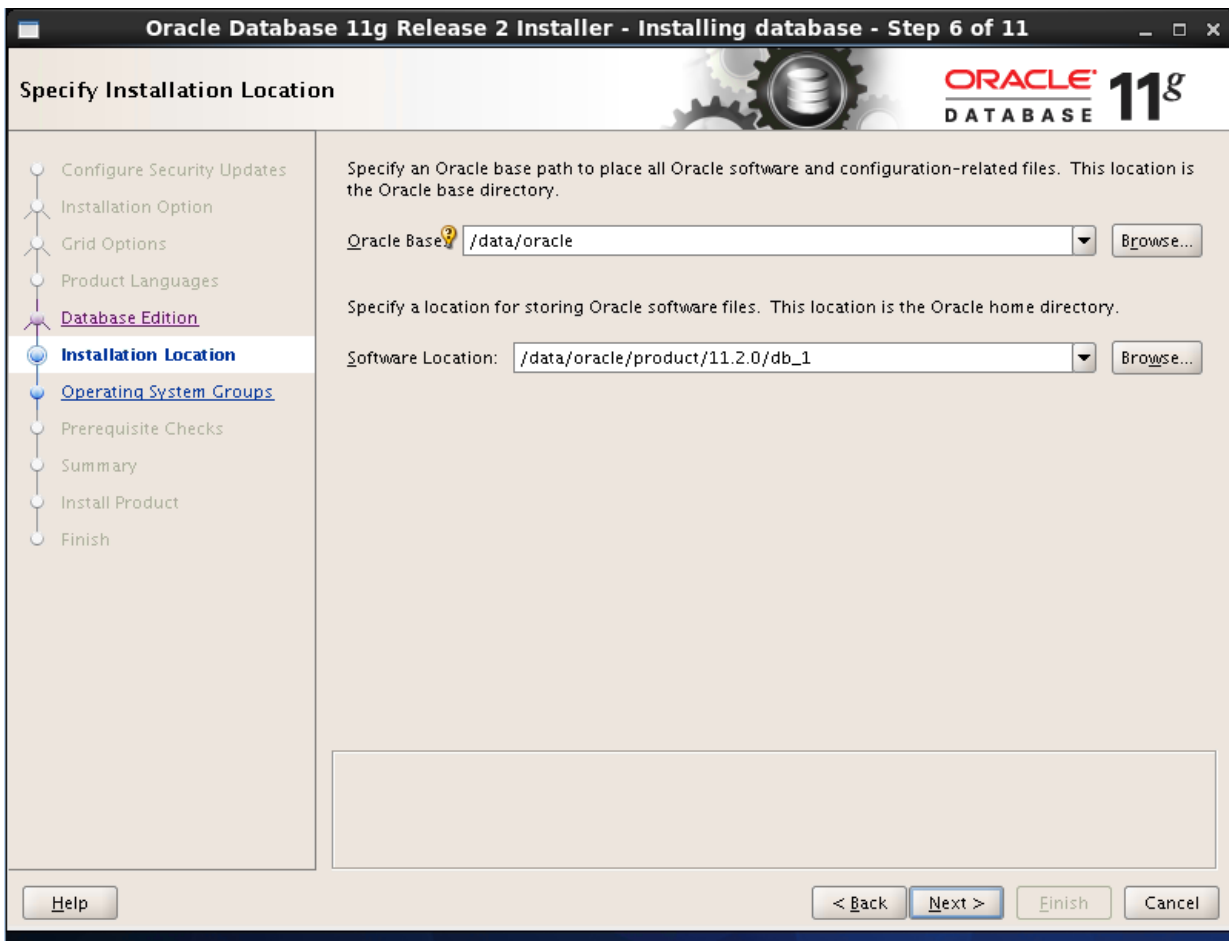 Oracle Database 11g Release 2 Installer - Installing database - Step 6 of 11
Specify Installation Location
ORACLE
DATABASE
11g
Configure Security Updates
Installation Option
Grid Options
Product Languages
Database Edition
Installation Location
Operating System Groups
Prerequisite Checks
Summary
Install Product
Finish
Specify an Oracle base path to place all Oracle software and configuration-related files. This location is
the Oracle base directory.
Oracle Base /data/oracle Browse...
Specify a location for storing Oracle software files. This location is the Oracle home directory.
Software Location: /data/oracle/product/11.2.0/db_1 Browse...
Help < Back Next > Finish Cancel